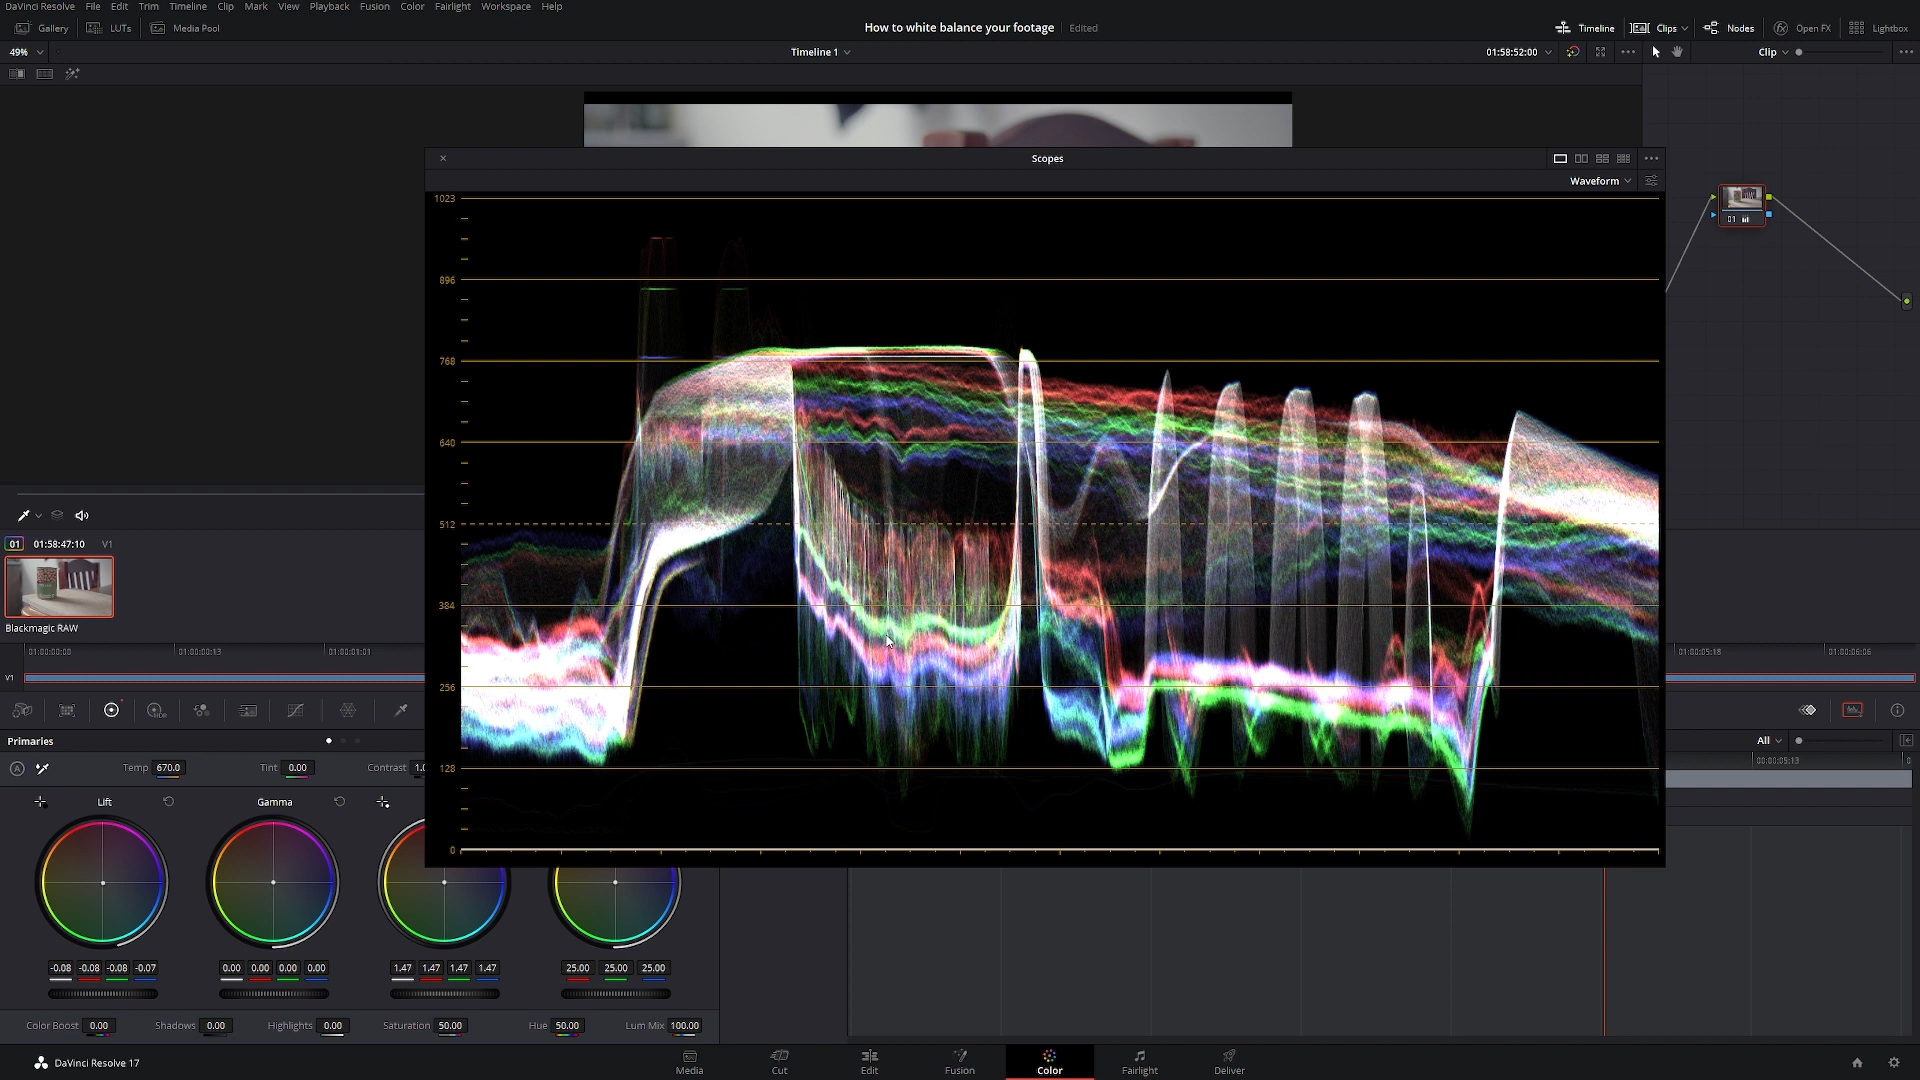 DaVinci Resolve File Edit Trim Timeline Clip Mark View Playback Fusion Color Fairlight Workspace Help
Gallery LUTs Media Pool How to white balance your footage Edited Timeline Clips Nodes Open FX Lightbox
49% Timeline 1 01:58:52:00 Clip
Scopes
Waveform
1023
896
768
640
512
384
256
128
0
01
01 01:58:47:10 V1
Blackmagic RAW
01:00:00:00 01:00:00:13 01:00:01:01 01:00:05:18 01:00:06:06
V1
HDR
Primaries All
A Temp 670.0 Tint 0.00 Contrast 1.0 00:00:05:13 0
Lift Gamma
-0.08 -0.08 -0.08 -0.07 0.00 0.00 0.00 0.00 1.47 1.47 1.47 1.47 25.00 25.00 25.00
Color Boost 0.00 Shadows 0.00 Highlights 0.00 Saturation 50.00 Hue 50.00 Lum Mix 100.00
DaVinci Resolve 17 Media Cut Edit Fusion Color Fairlight Deliver